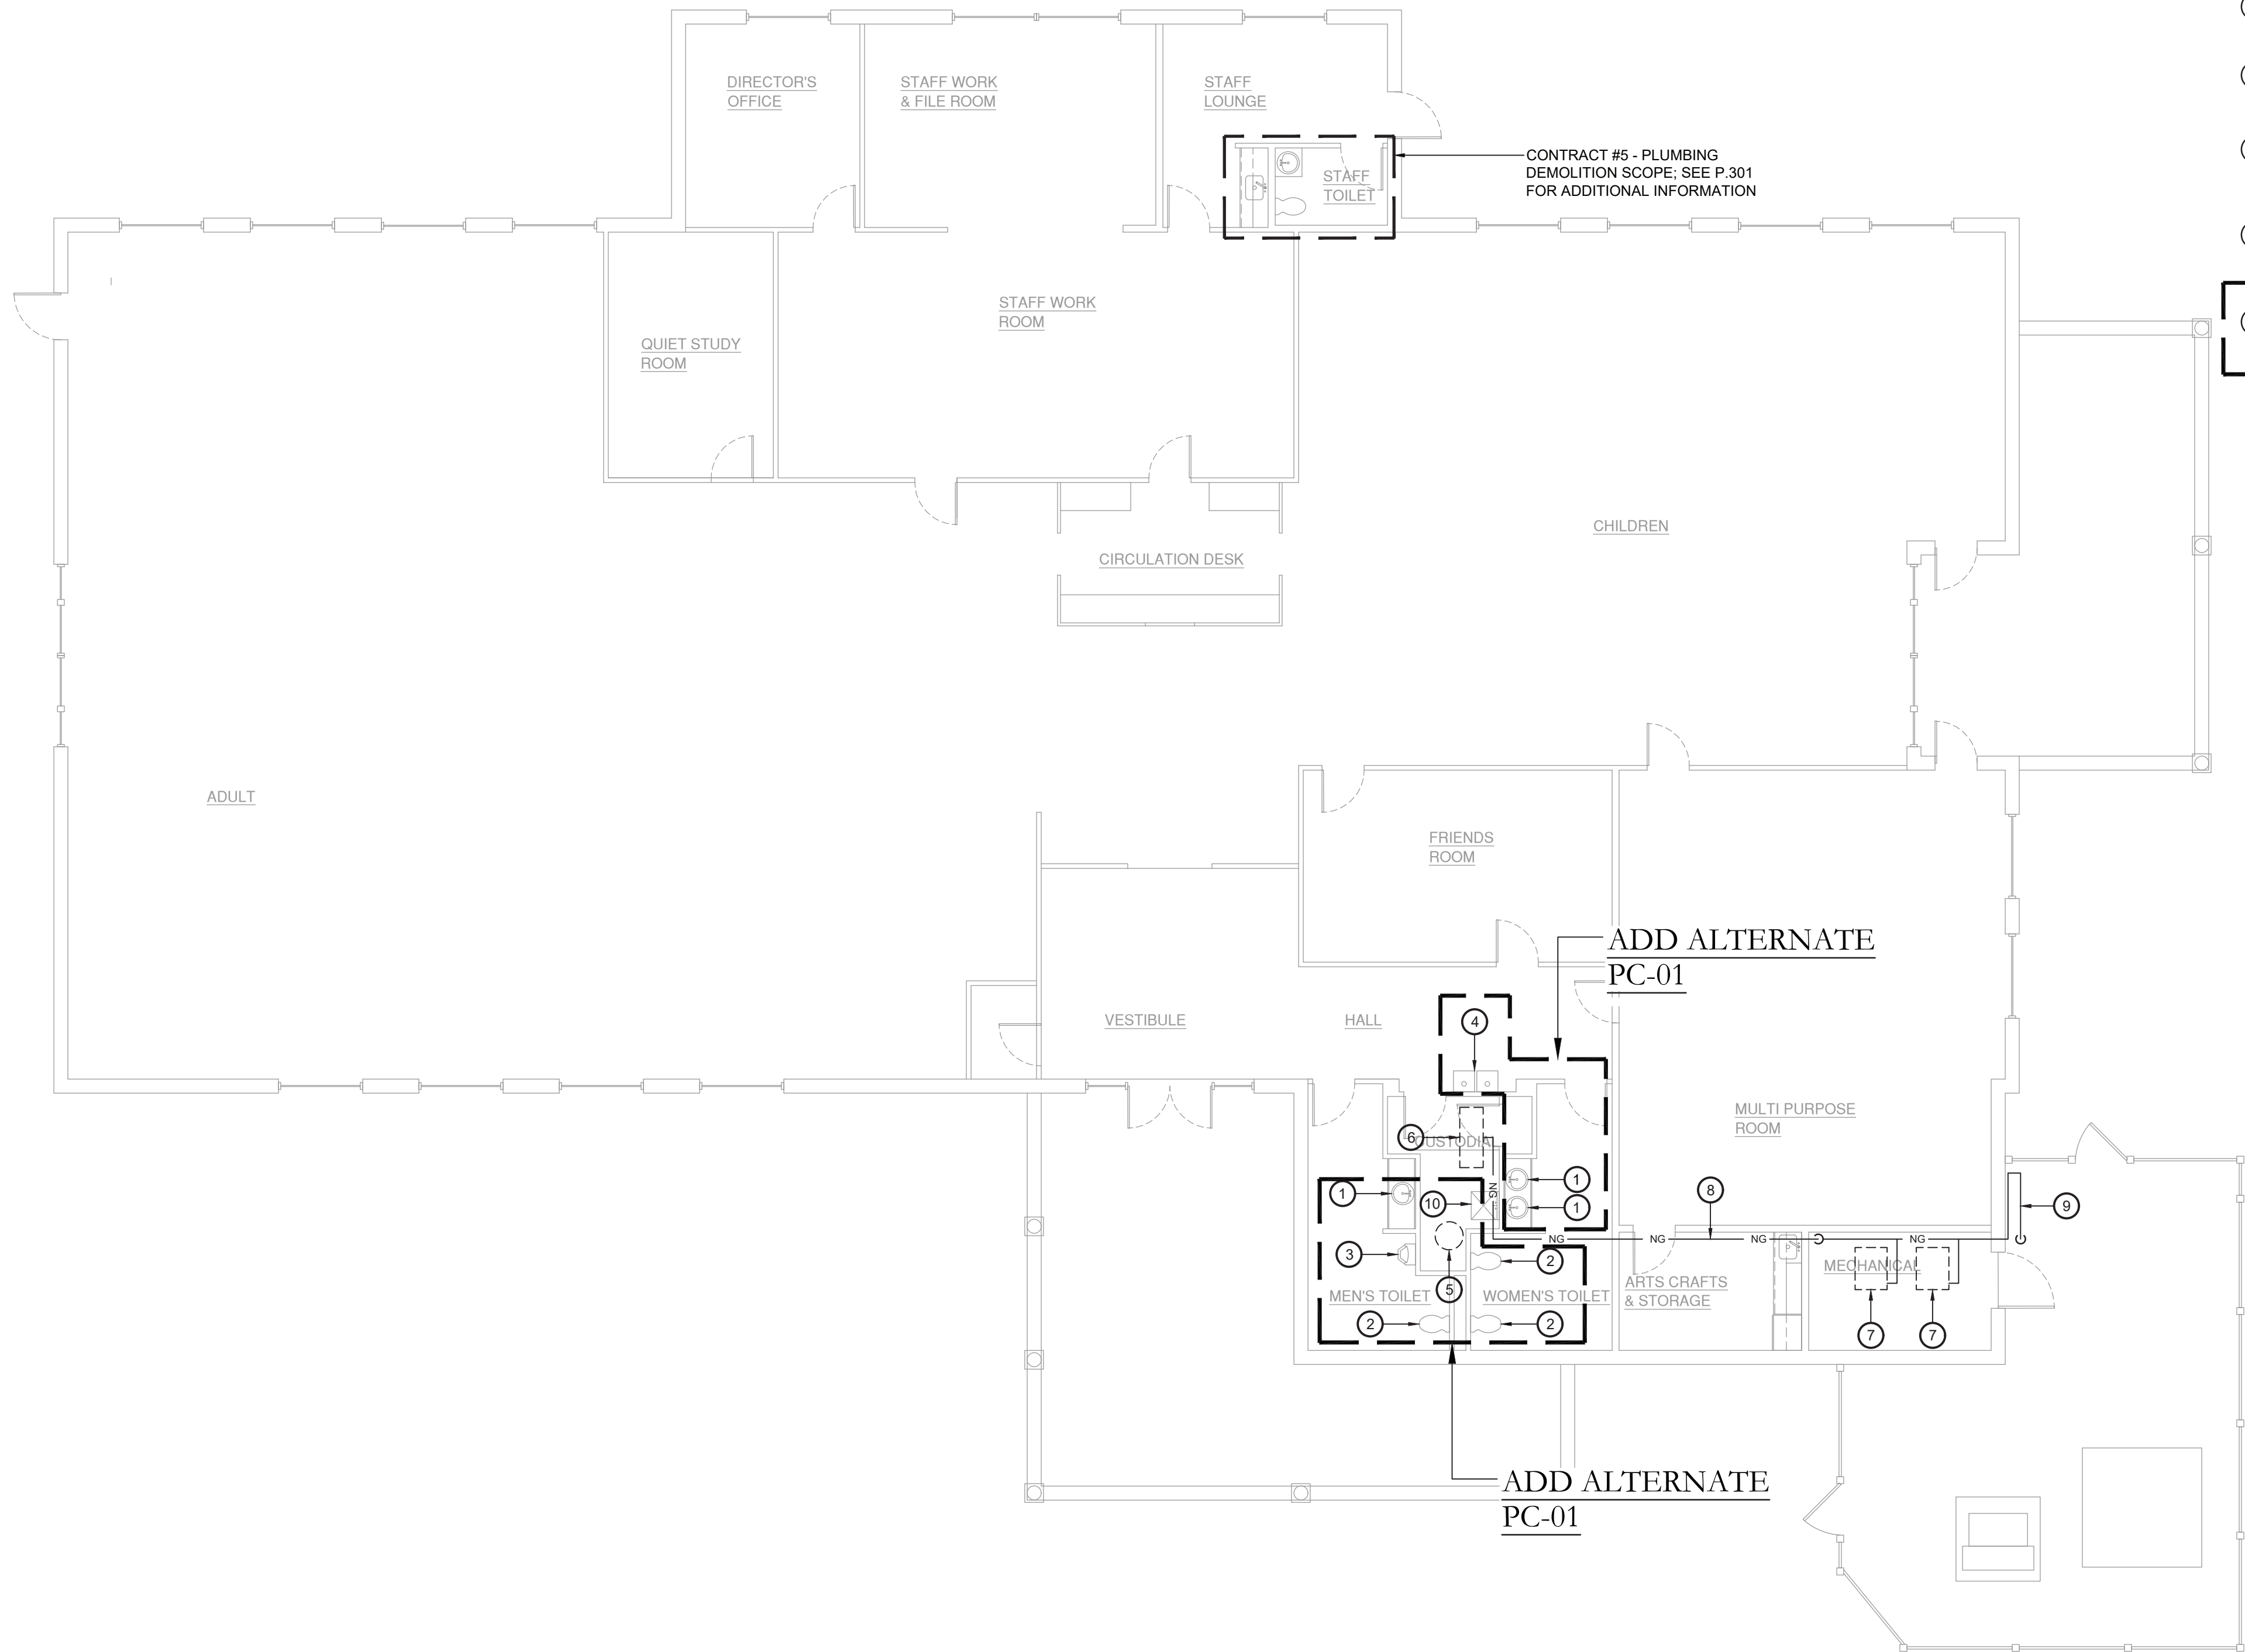 DIRECTOR'S
OFFICE
STAFF WORK
& FILE ROOM
STAFF
LOUNGE
CONTRACT #5 - PLUMBING
DEMOLITION SCOPE; SEE P.301
FOR ADDITIONAL INFORMATION
STAFF
TOILET
STAFF WORK
ROOM
QUIET STUDY
ROOM
CHILDREN
CIRCULATION DESK
ADULT
FRIENDS
ROOM
ADD ALTERNATE
PC-01
VESTIBULE
HALL
4
MULTI PURPOSE
ROOM
6
CUSTODIA
1
1
10
NG
1
1
8
9
3
NG
NG
NG
NG
2
5
MECHANICAL
ARTS CRAFTS
& STORAGE
MEN'S TOILET
WOMEN'S TOILET
2
2
7
7
ADD ALTERNATE
PC-01